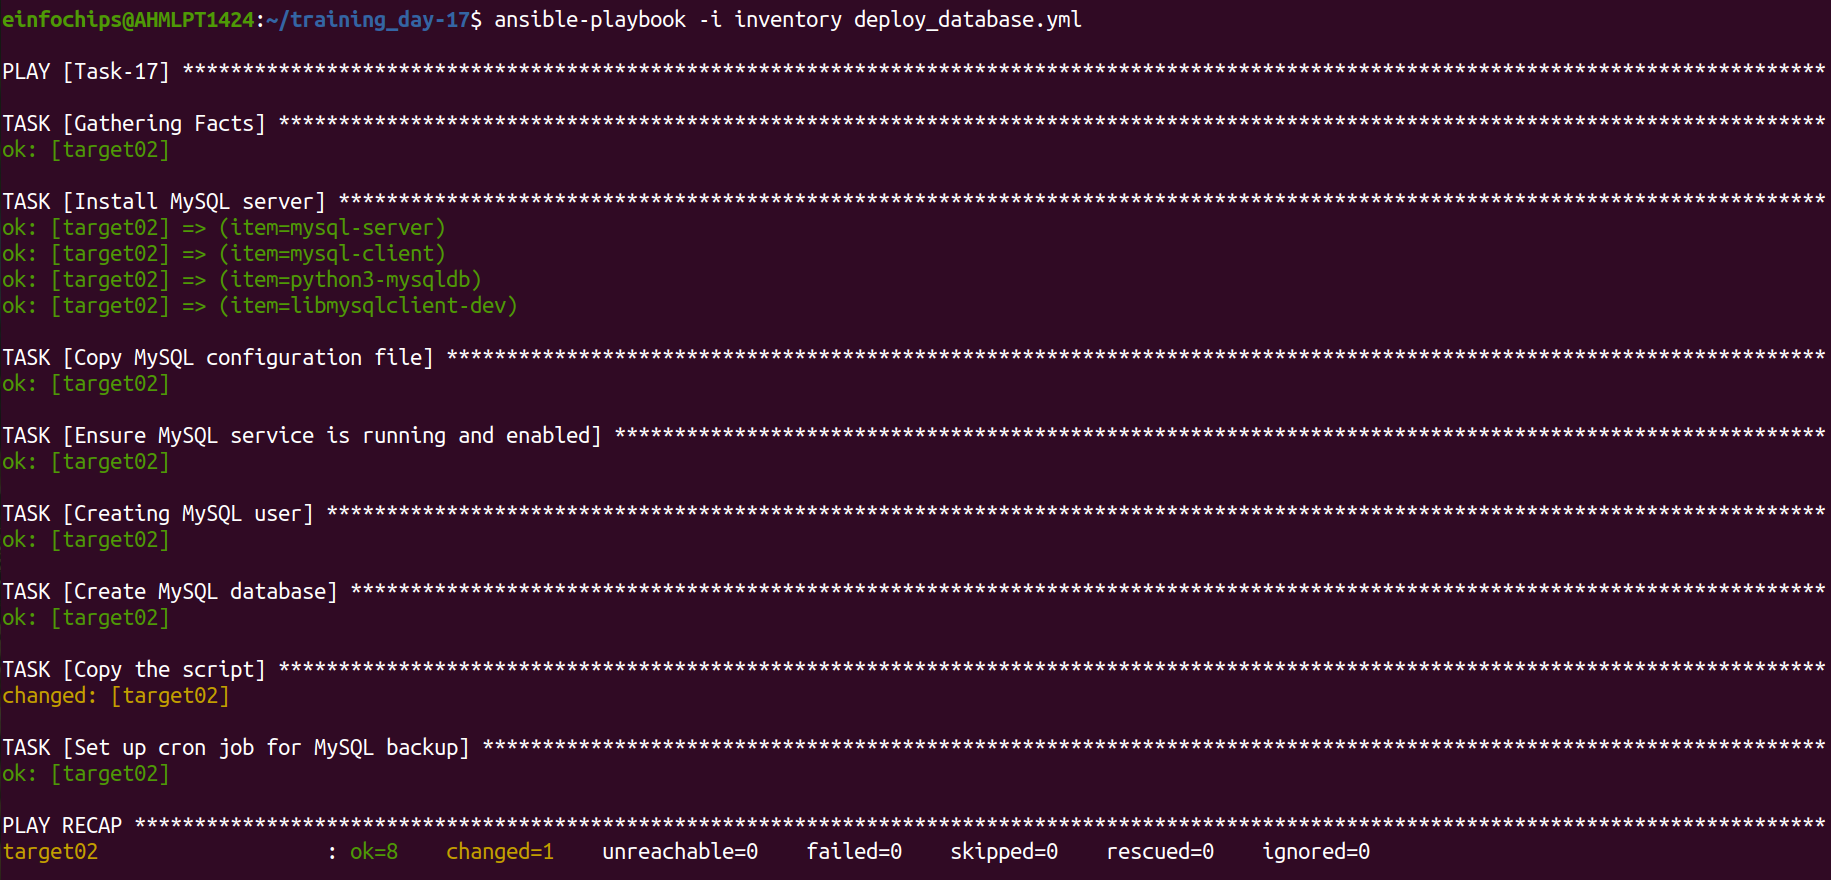 einfochips@AHMLPT1424:~/training_day-17$ ansible-playbook -i inventory deploy_database.yml
PLAY [Task-17] *****************************************************************************************************************************************
TASK [Gathering Facts] *********************************************************************************************************************************
ok: [target02]
TASK [Install MySQL server] ****************************************************************************************************************************
ok: [target02] => (item=mysql-server)
ok: [target02] => (item=mysql-client)
ok: [target02] => (item=python3-mysqldb)
ok: [target02] => (item=libmysqlclient-dev)
TASK [Copy MySQL configuration file] *******************************************************************************************************************
ok: [target02]
TASK [Ensure MySQL service is running and enabled] *****************************************************************************************************
ok: [target02]
TASK [Creating MySQL user] *****************************************************************************************************************************
ok: [target02]
TASK [Create MySQL database] ***************************************************************************************************************************
ok: [target02]
TASK [Copy the script] *********************************************************************************************************************************
changed: [target02]
TASK [Set up cron job for MySQL backup] ****************************************************************************************************************
ok: [target02]
PLAY RECAP *********************************************************************************************************************************************
target02                   : ok=8    changed=1    unreachable=0    failed=0    skipped=0    rescued=0    ignored=0